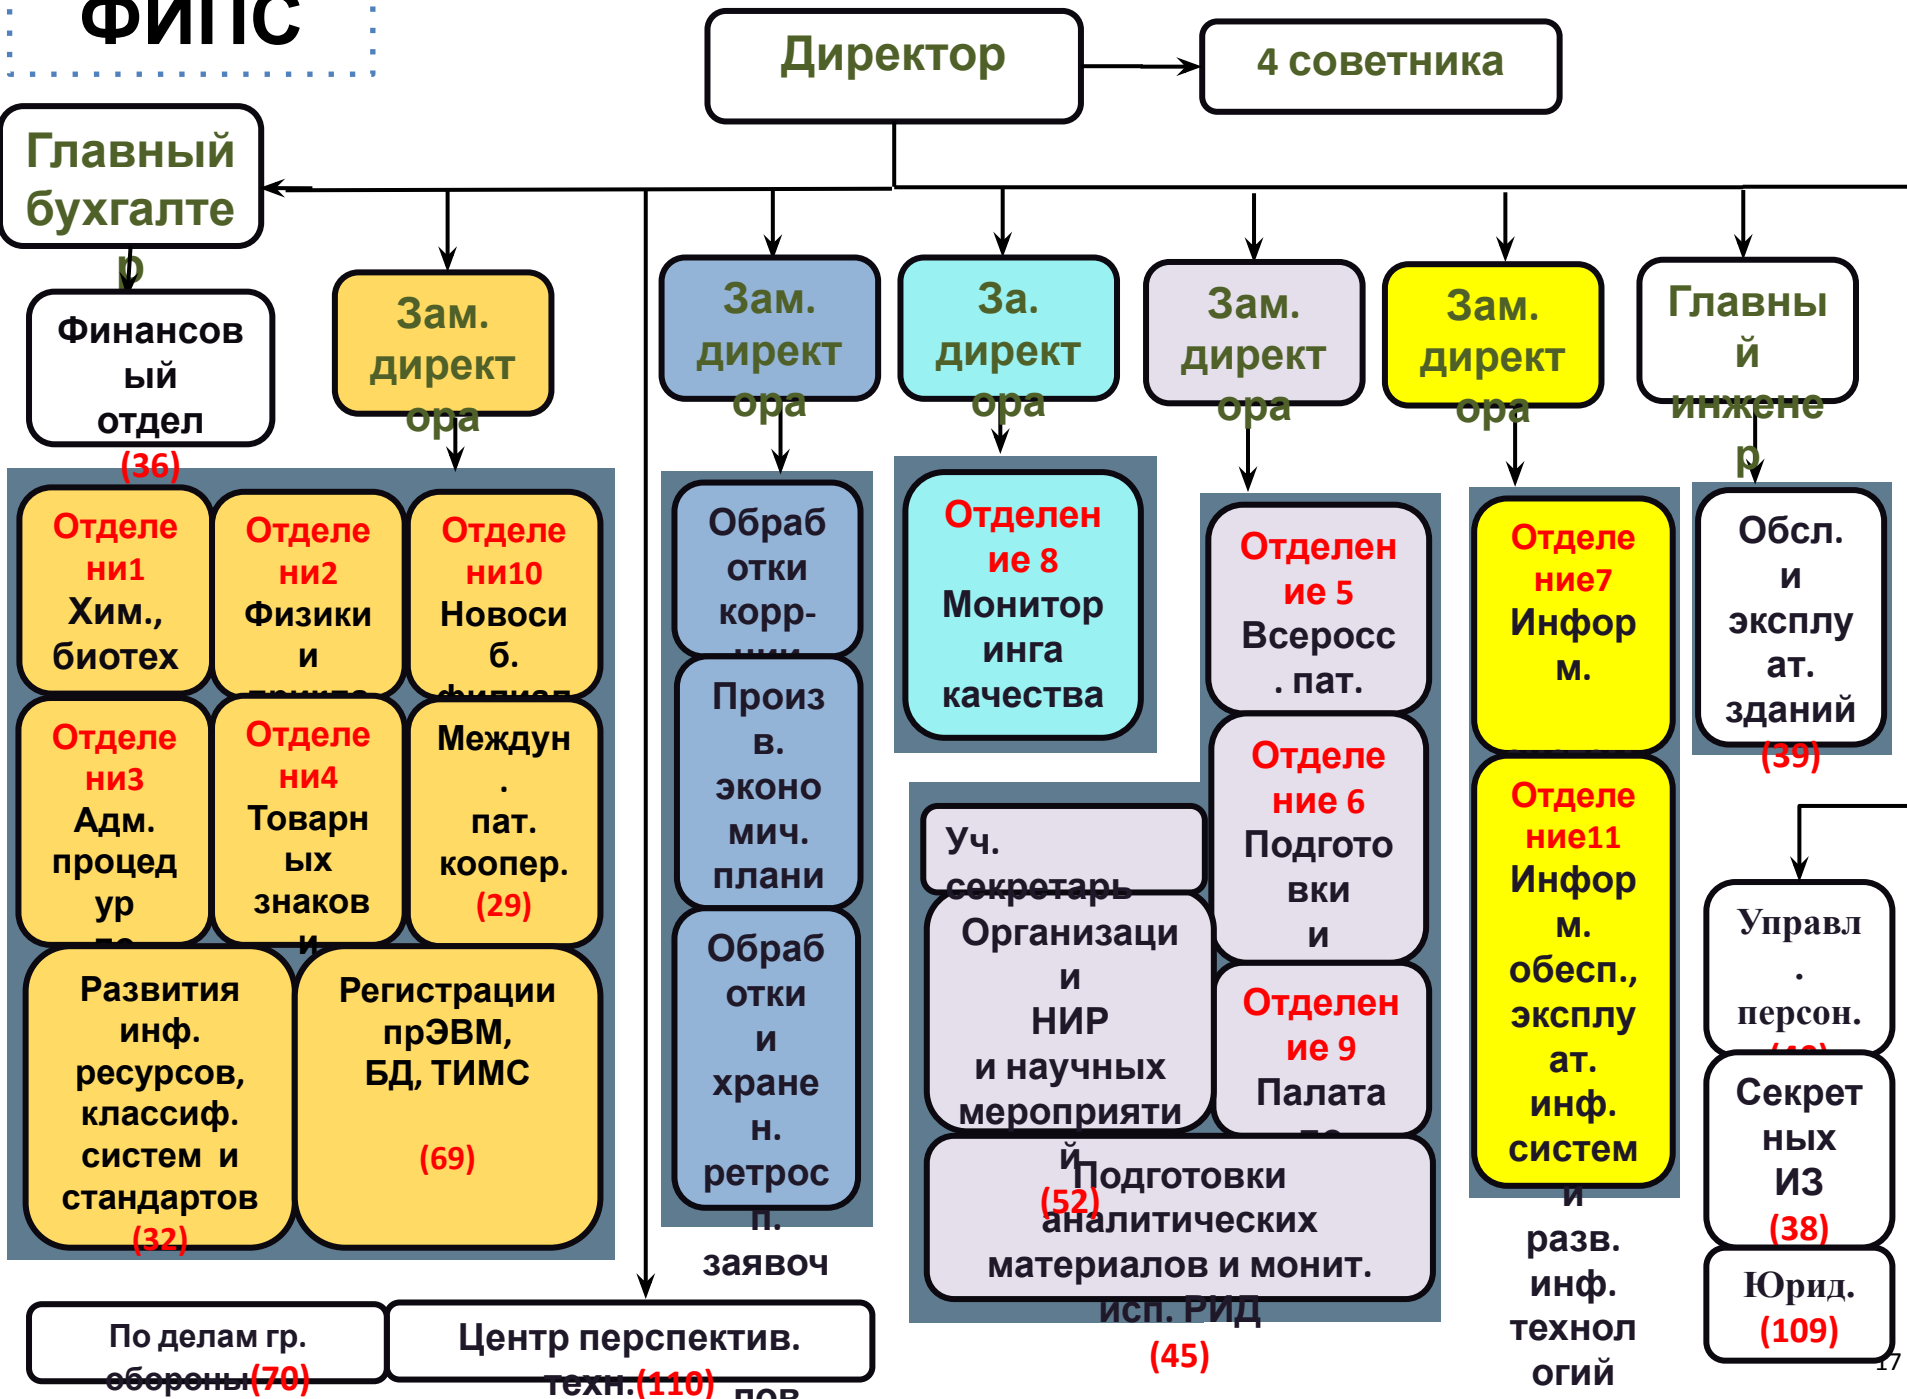 ФИПС
Директор
4 советника
Главный
бухгалте
р
Финансов
ый
отдел
(36)
Зам.
директ
ора
Зам.
директ
ора
За.
директ
ора
Зам.
директ
ора
Зам.
директ
ора
Главны
й
инжене
р
Отделе
ни1
Хим.,
биотех
Отделе
ни2
Физики
и
Отделе
ни10
Новоси
б.
филиал
Отделе
ни3
Адм.
процед
ур
по
Отделе
ни4
Товарн
ых
знаков
и
Междун
.
пат.
коопер.
(29)
Развития
инф.
ресурсов,
классиф.
систем и
стандартов
(32)
Регистрации
прЭВМ,
БД, ТИМС
(69)
Обраб
отки
корр-
Произ
в.
эконо
мич.
плани
Обраб
отки
и
хране
н.
ретрос
п.
заявоч
Отделен
ие 8
Монитор
инга
качества
Отделен
ие 5
Всеросс
. пат.
Отделе
ние 6
Подгото
вки
и
Отделен
ие 9
Палата
по
Уч.
секретарь
Организаци
и
НИР
и научных
мероприяти
й
(52)
Подготовки
аналитических
материалов и монит.
исп. РИД
(45)
Отделе
ние7
Инфор
м.
Отделе
ние11
Инфор
м.
обесп.,
эксплу
ат.
инф.
систем
и
разв.
инф.
технол
огий
Обсл.
и
эксплу
ат.
зданий
(39)
Управл
.
персон.
Секрет
ных
ИЗ
(38)
Юрид.
(109)
По делам гр.
обороны(70)
Центр перспектив.
техн.(110)
17